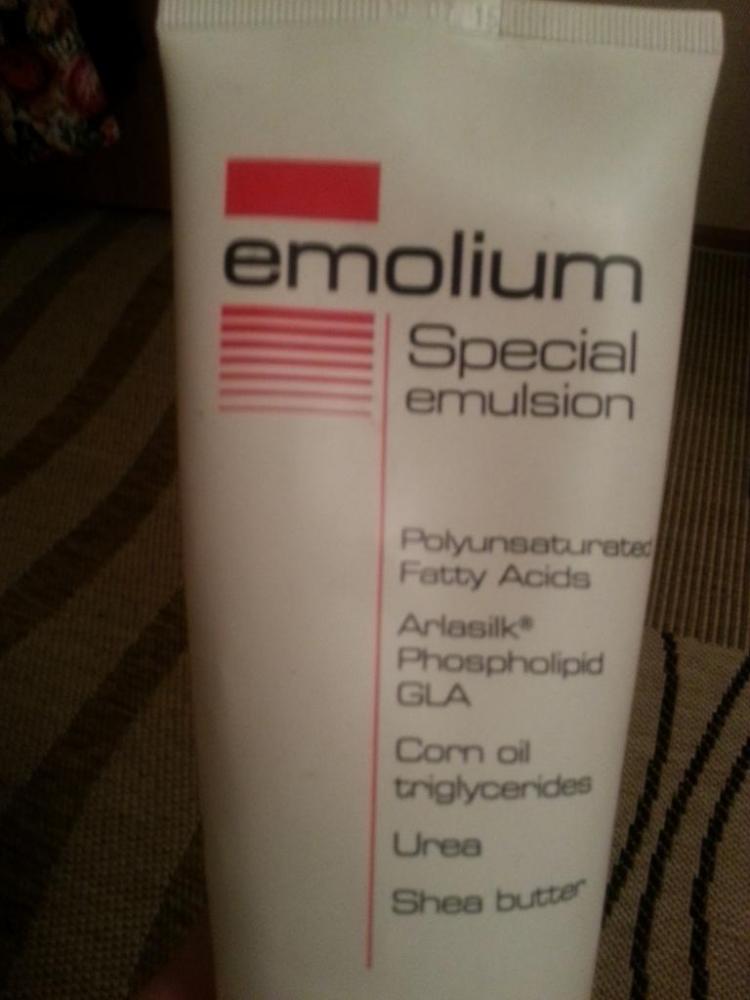 emolium
Special
emulsion
Polyunsaturated
Fatty Acids
Arlasilk®
Phospholipid
GLA
Corn oil
triglycerides
Urea
Shea butter